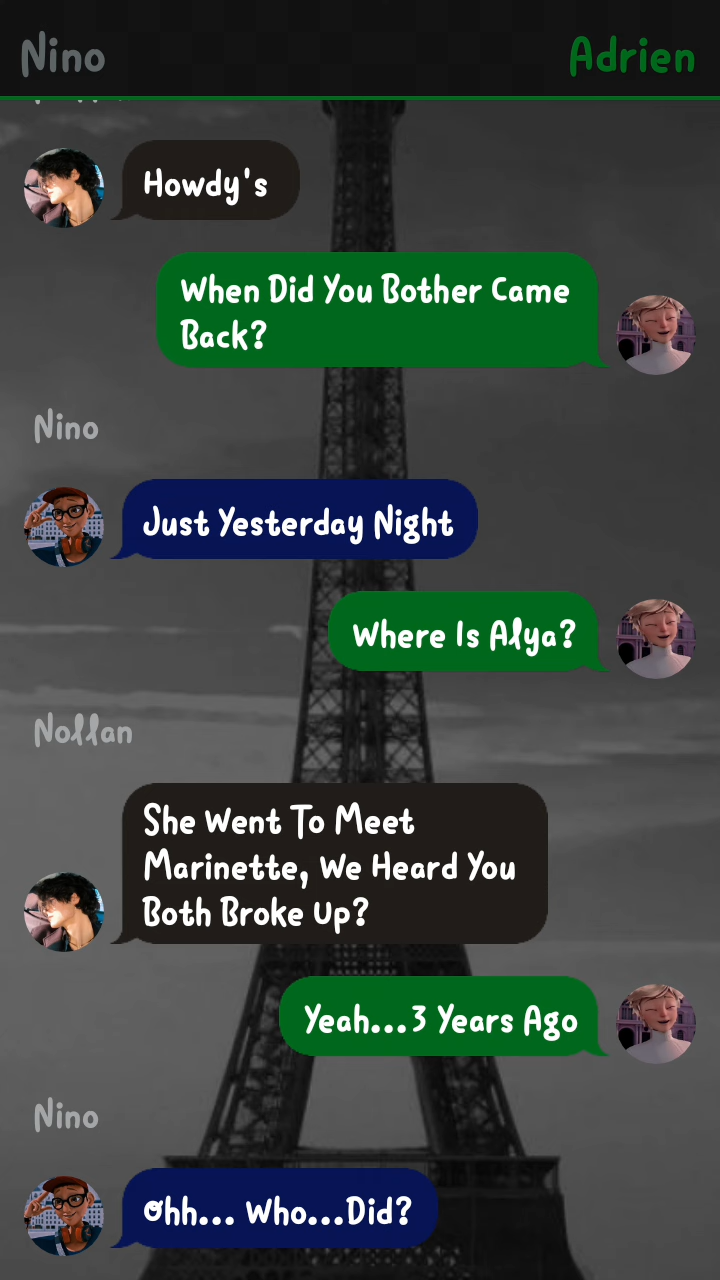 Nino
Adrien
Howdy's
When Did You Bother Came
Back?
Nino
Just Yesterday Night
Where Is Alya?
Nollan
She Went To Meet
Marinette, We Heard You
Both Broke Up?
Yeah...3 Years Ago
Nino
Ohh... Who...Did?